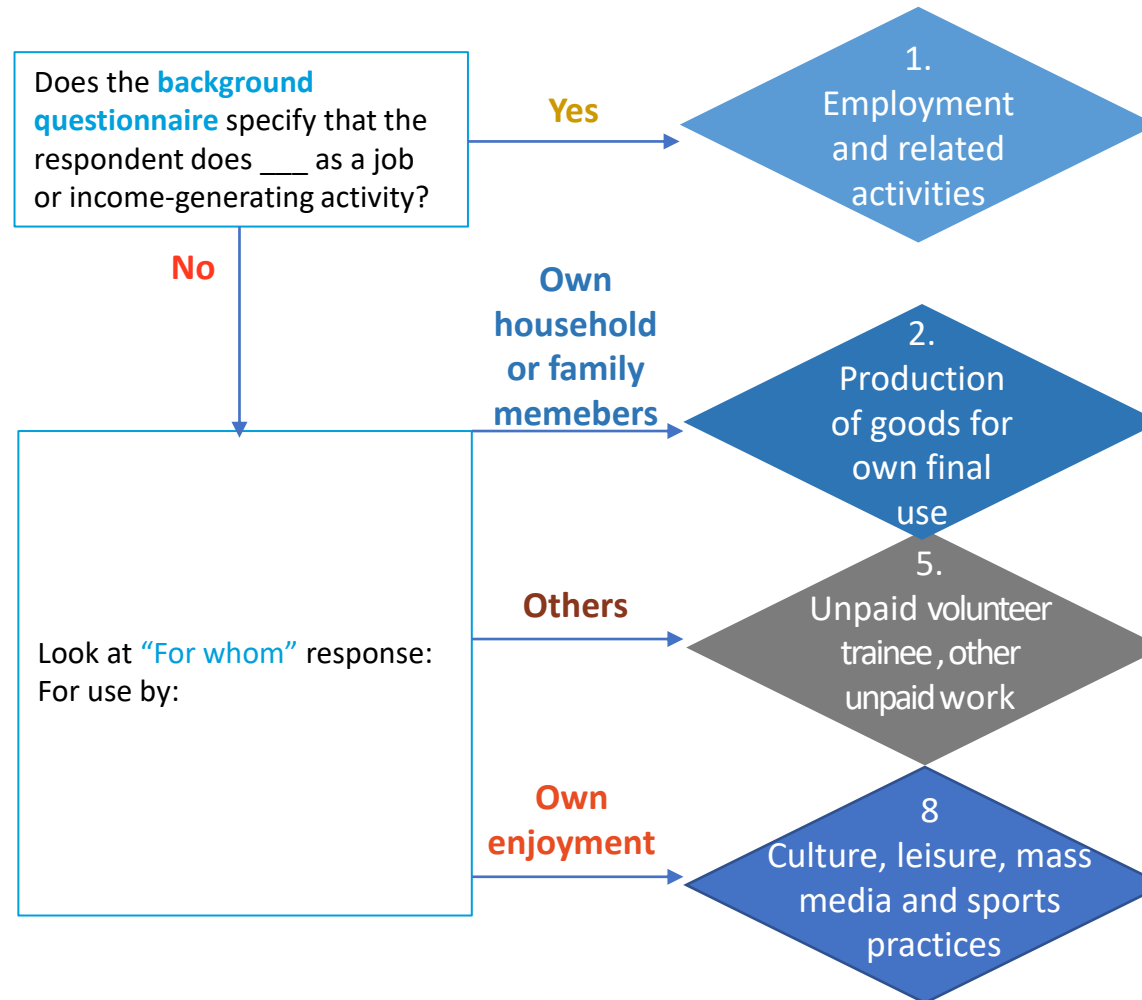 Does the background
questionnaire specify that the
respondent does ___ as a job
or income-generating activity?
Yes
1.
Employment
and related
activities
No
Own
household
or family
memebers
2.
Production
of goods for
own final
use
Look at “For whom” response:
For use by:
Others
5.
Unpaid volunteer
trainee, other
unpaid work
Own
enjoyment
8
Culture, leisure, mass
media and sports
practices